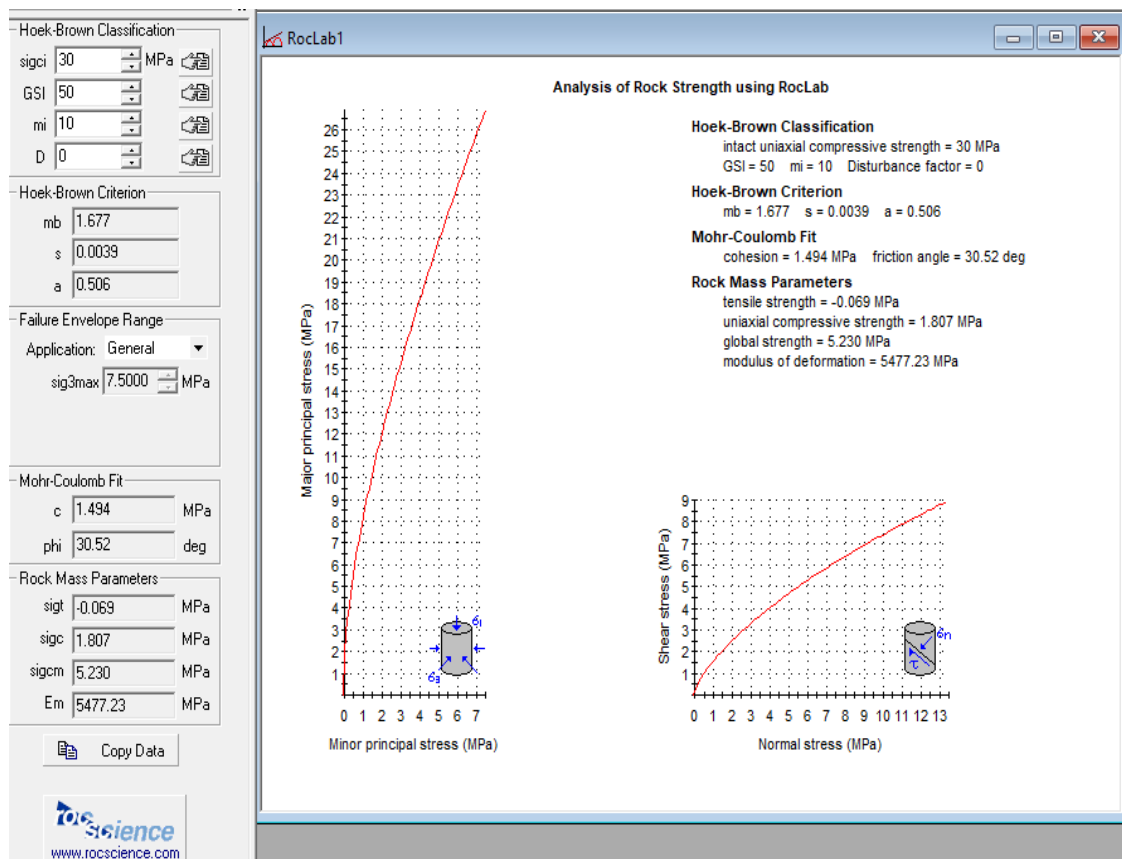 Hoek-Brown Classification
sigci 30 MPa
GSI 50
mi 10
D 0
Hoek-Brown Criterion
mb 1.677
s 0.0039
a 0.506
Failure Envelope Range
Application: General
sig3max 7.5000 MPa
Mohr-Coulomb Fit
c 1.494 MPa
phi 30.52 deg
Rock Mass Parameters
sigt -0.069 MPa
sigc 1.807 MPa
sigcm 5.230 MPa
Em 5477.23 MPa
Copy Data
rocscience
www.rocscience.com
RocLab1
Analysis of Rock Strength using RocLab
Hoek-Brown Classification
intact uniaxial compressive strength = 30 MPa
GSI = 50 mi = 10 Disturbance factor = 0
Hoek-Brown Criterion
mb = 1.677 s = 0.0039 a = 0.506
Mohr-Coulomb Fit
cohesion = 1.494 MPa friction angle = 30.52 deg
Rock Mass Parameters
tensile strength = -0.069 MPa
uniaxial compressive strength = 1.807 MPa
global strength = 5.230 MPa
modulus of deformation = 5477.23 MPa
Major principal stress (MPa)
26
25
24
23
22
21
20
19
18
17
16
15
14
13
12
11
10
9
8
7
6
5
4
3
2
1
0 1 2 3 4 5 6 7
Minor principal stress (MPa)
σ1
σ3
Shear stress (MPa)
9
8
7
6
5
4
3
2
1
0 1 2 3 4 5 6 7 8 9 10 11 12 13
Normal stress (MPa)
σn
τ